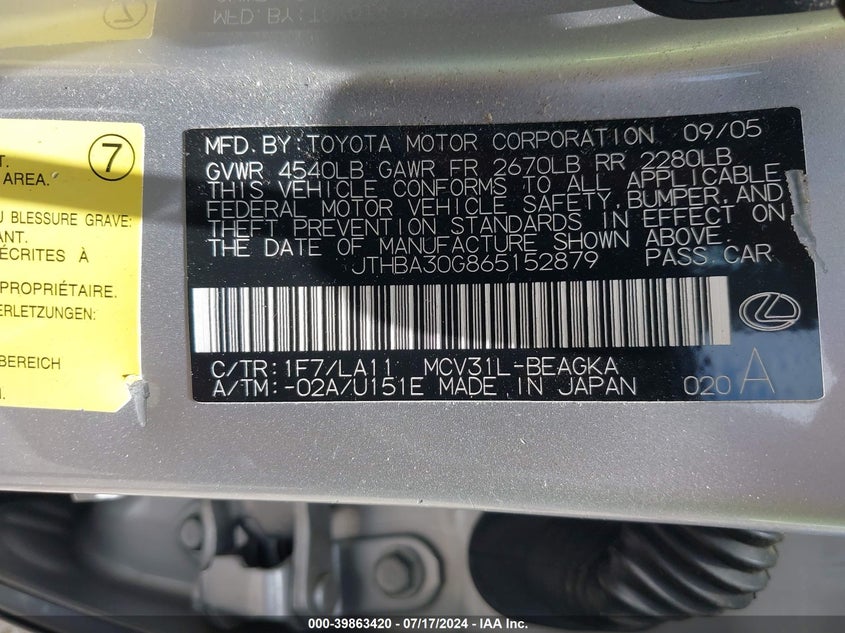 MFD. BY: TOYOTA
7
T.
AREA.
U BLESSURE GRAVE:
ANT.
ÉCRITES À
PROPRIÉTAIRE.
ERLETZUNGEN:
BEREICH
MFD. BY: TOYOTA MOTOR CORPORATION 09/05
GVWR 4540LB GAWR FR 2670LB RR 2280LB
THIS VEHICLE CONFORMS TO ALL APPLICABLE
FEDERAL MOTOR VEHICLE SAFETY, BUMPER, AND
THEFT PREVENTION STANDARDS IN EFFECT ON
THE DATE OF MANUFACTURE SHOWN ABOVE.
JTHBA30G865152879 PASS. CAR
C/TR: 1F7/LA11 MCV31L-BEAGKA
A/TM: -02A/U151E MADE IN JAPAN 020 A
000-39863420 - 07/17/2024 - IAA Inc.